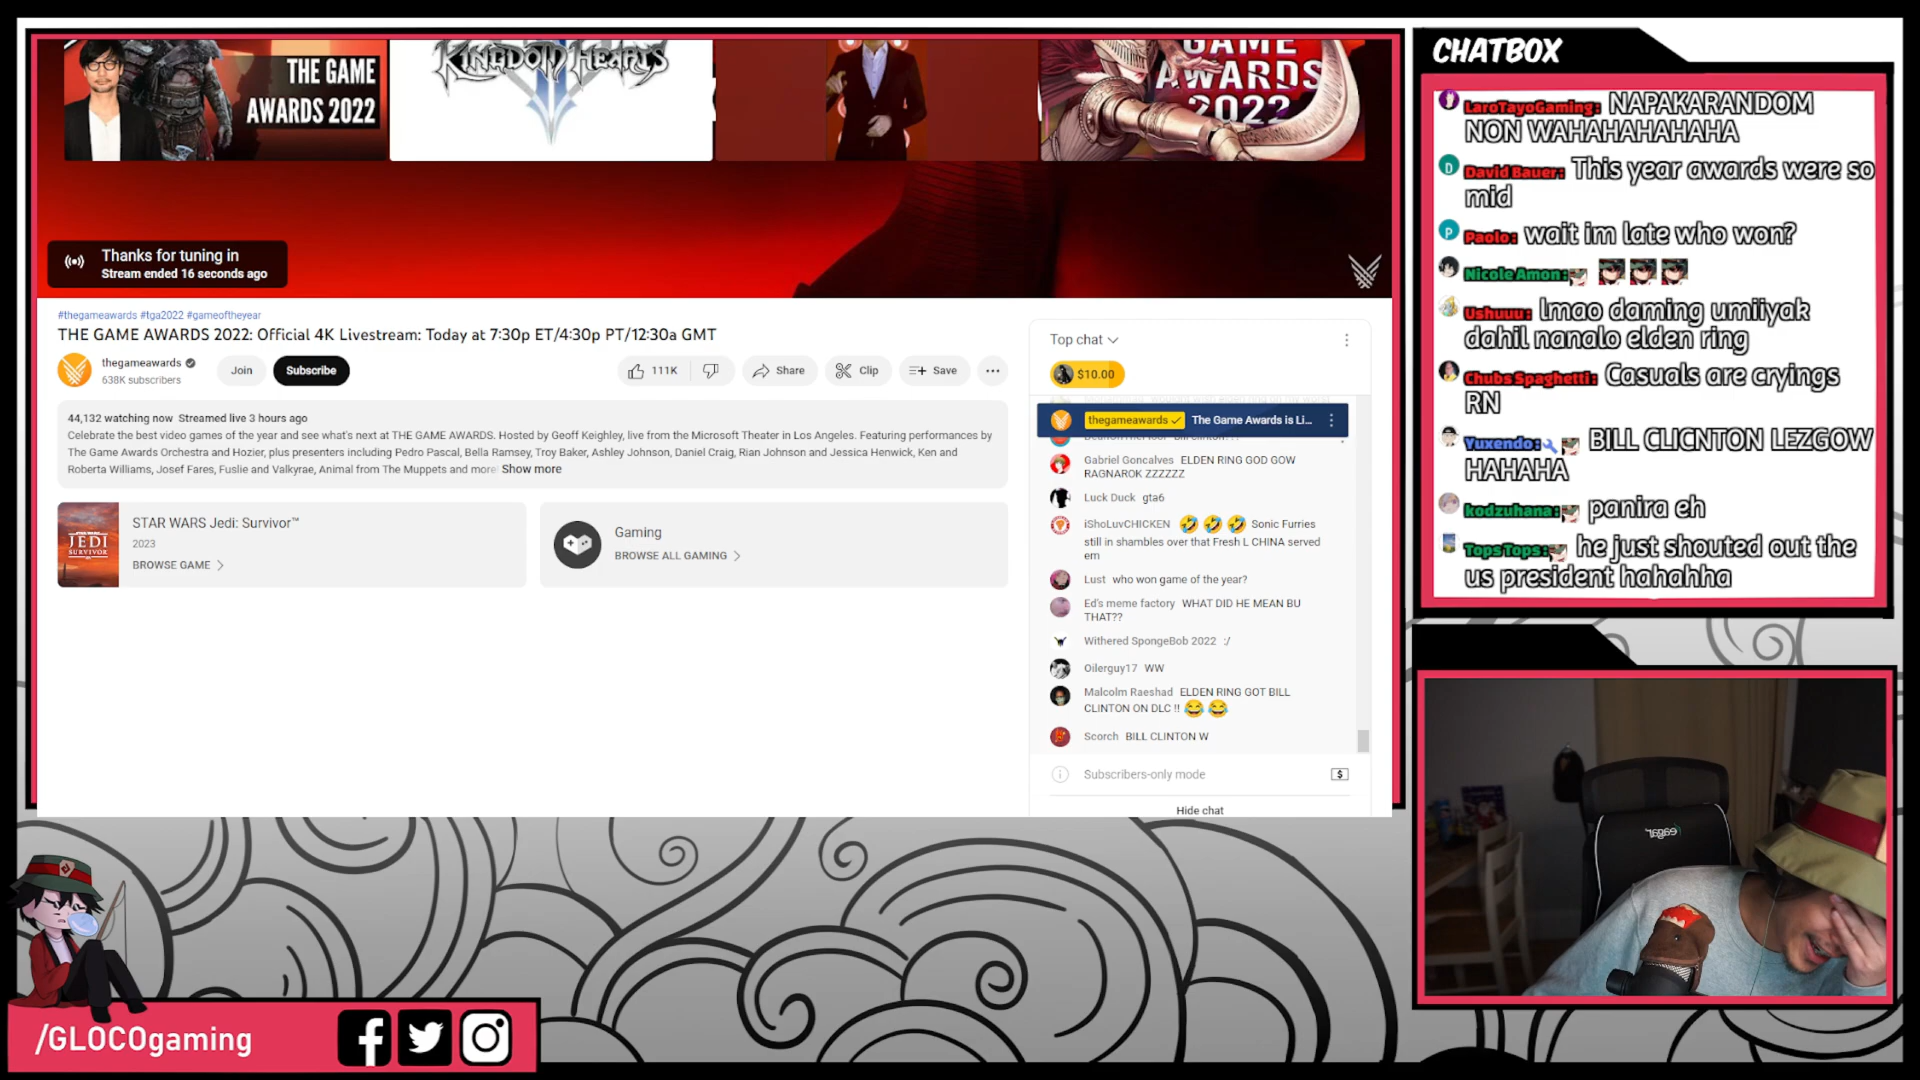 THE GAME
AWARDS 2022
KINGDOM HEARTS
GAME
AWARDS
2022
Thanks for tuning in
Stream ended 16 seconds ago
#thegameawards #tga2022 #gameoftheyear
THE GAME AWARDS 2022: Official 4K Livestream: Today at 7:30p ET/4:30p PT/12:30a GMT
thegameawards
638K subscribers
Join
Subscribe
111K
Share
Clip
Save
44,132 watching now Streamed live 3 hours ago
Celebrate the best video games of the year and see what's next at THE GAME AWARDS. Hosted by Geoff Keighley, live from the Microsoft Theater in Los Angeles. Featuring performances by
The Game Awards Orchestra and Hozier, plus presenters including Pedro Pascal, Bella Ramsey, Troy Baker, Ashley Johnson, Daniel Craig, Rian Johnson and Jessica Henwick, Ken and
Roberta Williams, Josef Fares, Fuslie and Valkyrae, Animal from The Muppets and more! Show more
JEDI
SURVIVOR
STAR WARS Jedi: Survivor™
2023
BROWSE GAME
Gaming
BROWSE ALL GAMING
Top chat
$10.00
thegameawards The Game Awards is Li...
Gabriel Goncalves ELDEN RING GOD GOW
RAGNAROK ZZZZZZ
Luck Duck gta6
iShoLuvCHICKEN 🤣 🤣 🤣 Sonic Furries
still in shambles over that Fresh L CHINA served
em
Lust who won game of the year?
Ed's meme factory WHAT DID HE MEAN BU
THAT??
Withered SpongeBob 2022 :/
Oilerguy17 WW
Malcolm Raeshad ELDEN RING GOT BILL
CLINTON ON DLC !! 😂 😂
Scorch BILL CLINTON W
Subscribers-only mode
Hide chat
CHATBOX
LaroTayoGaming: NAPAKARANDOM
NON WAHAHAHAHAHA
David Bauer: This year awards were so
mid
Paolo: wait im late who won?
Nicole Amon:
Ushuuu: lmao daming umiiyak
dahil nanalo elden ring
Chubs Spaghetti: Casuals are cryings
RN
Yuxendo: BILL CLICNTON LEZGOW
HAHAHA
kodzuhana: panira eh
Tops Tops: he just shouted out the
us president hahahha
/GLOCOgaming